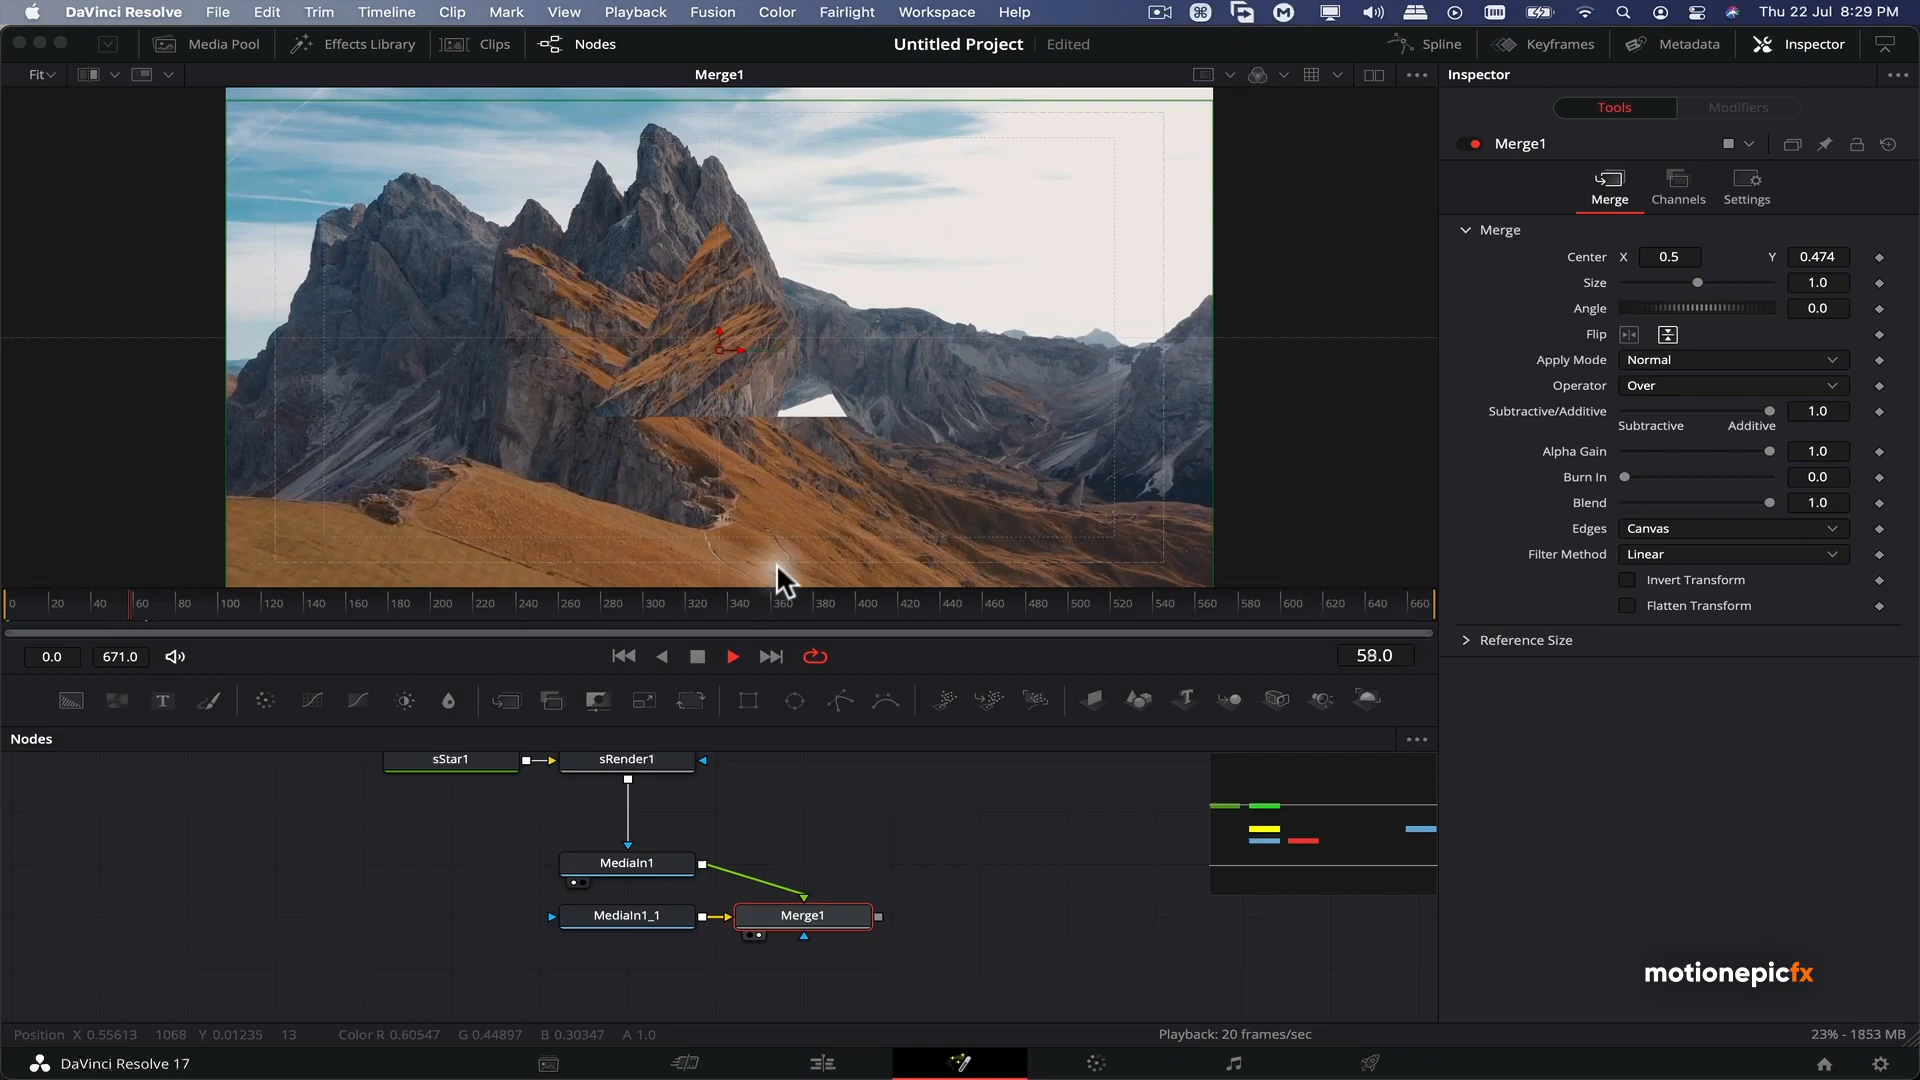 DaVinci Resolve File Edit Trim Timeline Clip Mark View Playback Fusion Color Fairlight Workspace Help Thu 22 Jul 8:29 PM
Media Pool Effects Library Clips Nodes Untitled Project Edited Spline Keyframes Metadata Inspector
Fit Merge1 Inspector
Tools Modifiers
Merge1
Merge Channels Settings
Merge
Center X 0.5 Y 0.474
Size 1.0
Angle 0.0
Flip
Apply Mode Normal
Operator Over
Subtractive/Additive 1.0
Subtractive Additive
Alpha Gain 1.0
Burn In 0.0
Blend 1.0
Edges Canvas
Filter Method Linear
Invert Transform
Flatten Transform
Reference Size
0 20 40 60 80 100 120 140 160 180 200 220 240 260 280 300 320 340 360 380 400 420 440 460 480 500 520 540 560 580 600 620 640 660
0.0 671.0 58.0
Nodes
sStar1 sRender1
MediaIn1
MediaIn1_1 Merge1
motionepicfx
Position X 0.55613 1068 Y 0.01235 13 Color R 0.60547 G 0.44897 B 0.30347 A 1.0 Playback: 20 frames/sec 23% - 1853 MB
DaVinci Resolve 17